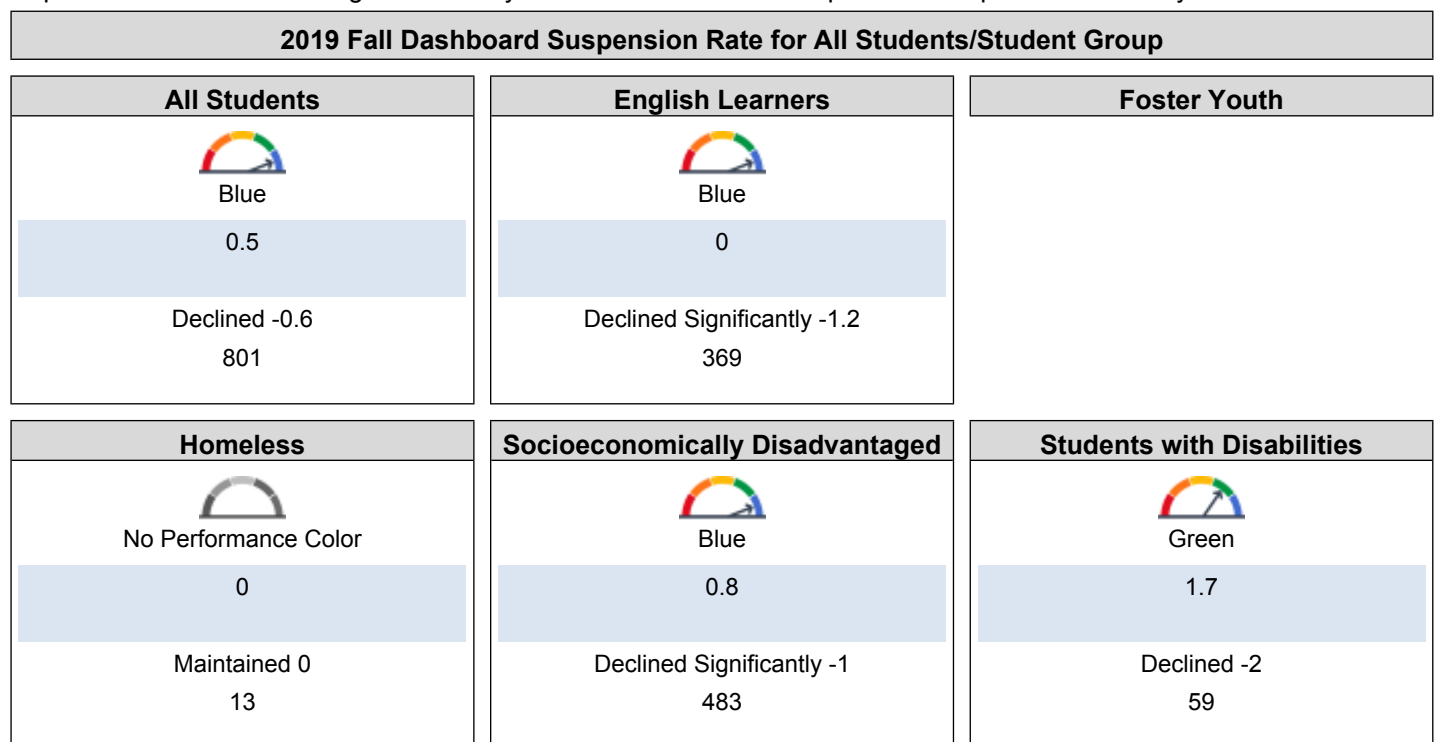 2019 Fall Dashboard Suspension Rate for All Students/Student Group
All Students
Blue
0.5
Declined -0.6
801
English Learners
Blue
0
Declined Significantly -1.2
369
Foster Youth
Homeless
No Performance Color
0
Maintained 0
13
Socioeconomically Disadvantaged
Blue
0.8
Declined Significantly -1
483
Students with Disabilities
Green
1.7
Declined -2
59